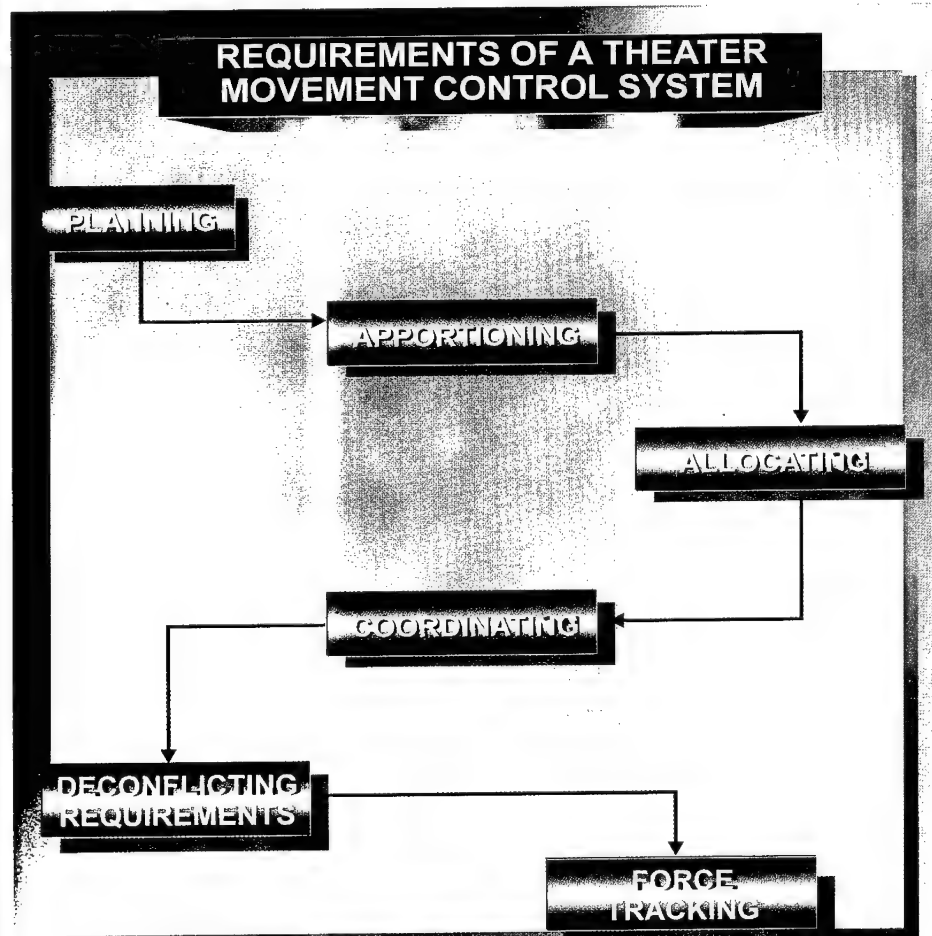 REQUIREMENTS OF A THEATER
MOVEMENT CONTROL SYSTEM
PLANNING
APPORTIONING
ALLOCATING
COORDINATING
DECONFLICTING
REQUIREMENTS
FORCE
TRACKING